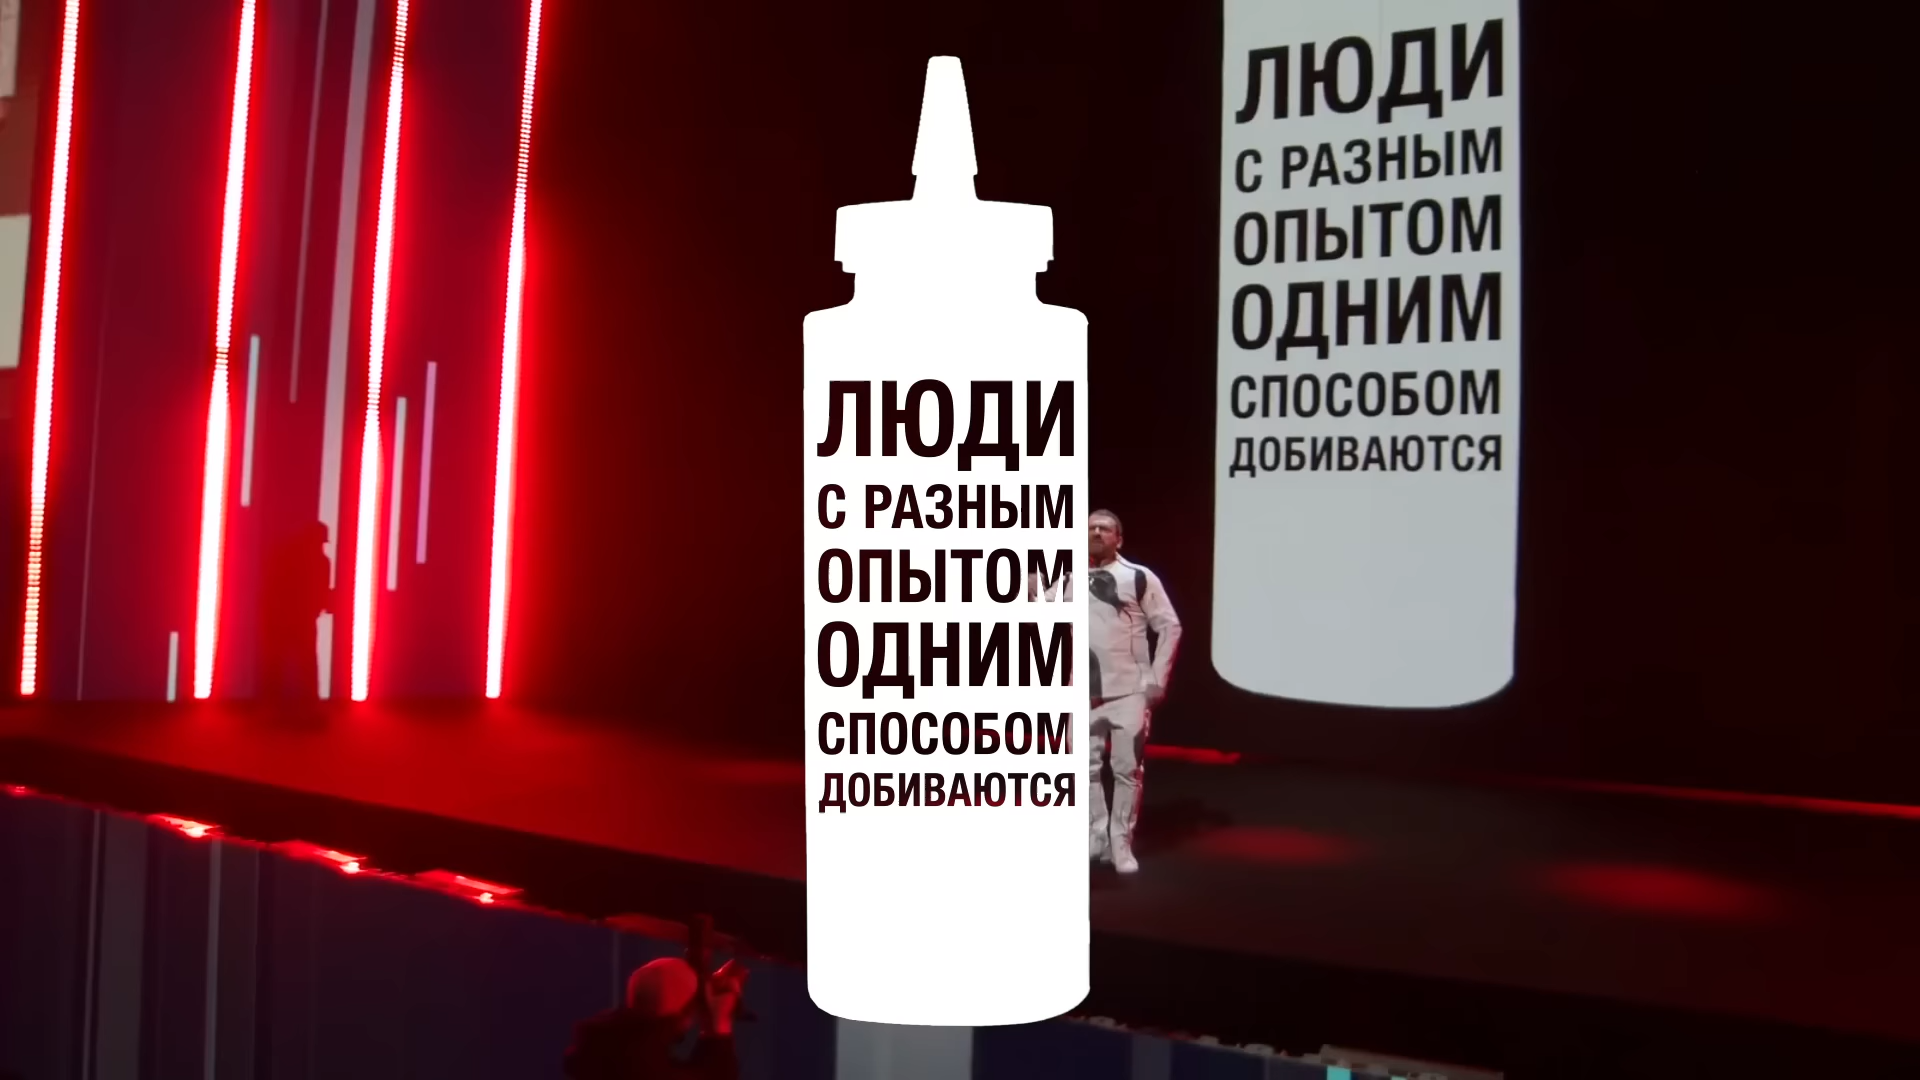 ЛЮДИ
С РАЗНЫМ
ОПЫТОМ
ОДНИМ
СПОСОБОМ
ДОБИВАЮТСЯ
ЛЮДИ
С РАЗНЫМ
ОПЫТОМ
ОДНИМ
СПОСОБОМ
ДОБИВАЮТСЯ